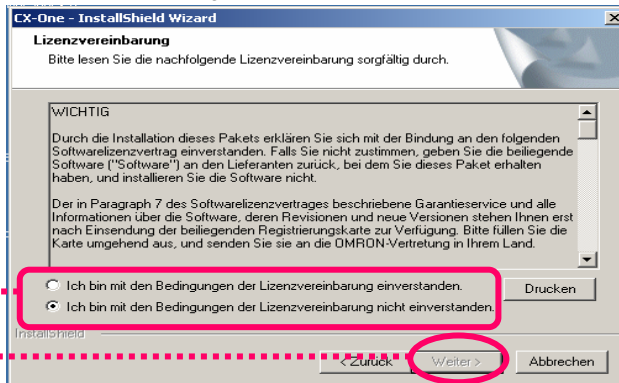 CX-One - InstallShield Wizard
Lizenzvereinbarung
Bitte lesen Sie die nachfolgende Lizenzvereinbarung sorgfältig durch.
WICHTIG
Durch die Installation dieses Pakets erklären Sie sich mit der Bindung an den folgenden
Softwarelizenzvertrag einverstanden. Falls Sie nicht zustimmen, geben Sie die beiliegende
Software ("Software") an den Lieferanten zurück, bei dem Sie dieses Paket erhalten
haben, und installieren Sie die Software nicht.
Der in Paragraph 7 des Softwarelizenzvertrages beschriebene Garantieservice und alle
Informationen über die Software, deren Revisionen und neue Versionen stehen Ihnen erst
nach Einsendung der beiliegenden Registrierungskarte zur Verfügung. Bitte füllen Sie die
Karte umgehend aus, und senden Sie sie an die OMRON-Vertretung in Ihrem Land.
Ich bin mit den Bedingungen der Lizenzvereinbarung einverstanden.
Ich bin mit den Bedingungen der Lizenzvereinbarung nicht einverstanden.
Drucken
InstallShield
< Zurück Weiter > Abbrechen